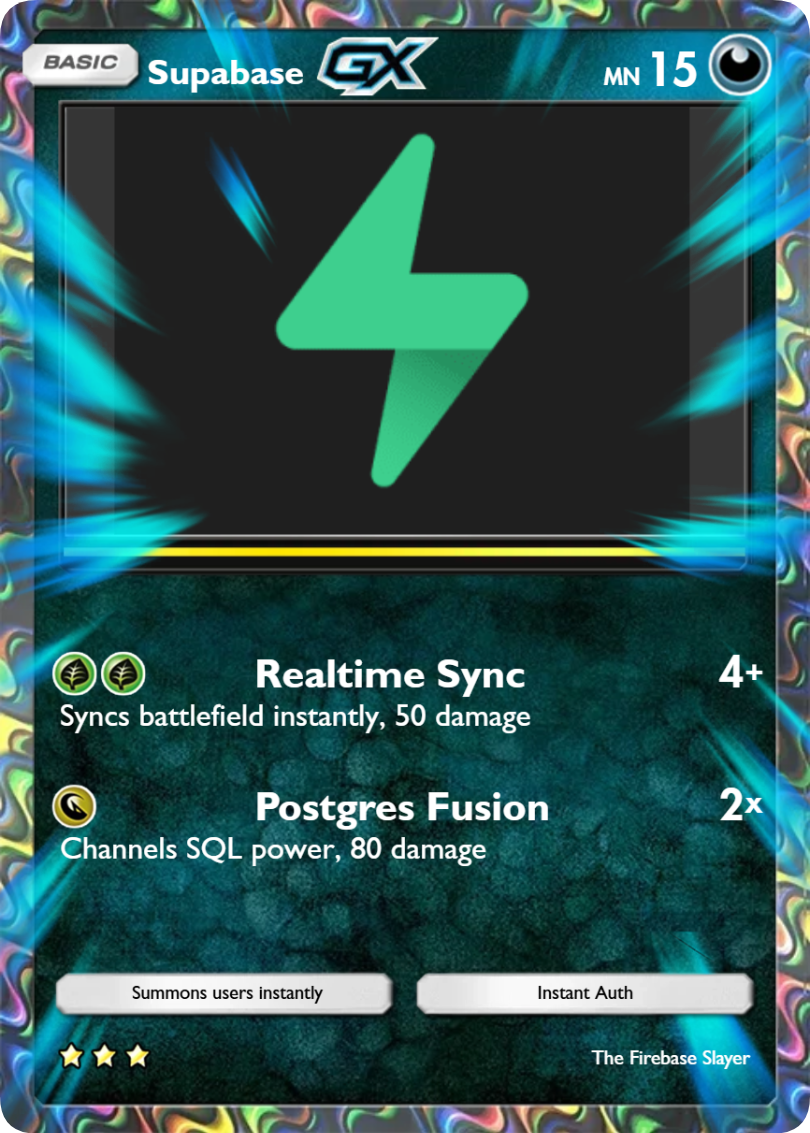 BASIC
Supabase GX
MN 15
Realtime Sync
4+
Syncs battlefield instantly, 50 damage
Postgres Fusion
2x
Channels SQL power, 80 damage
Summons users instantly
Instant Auth
The Firebase Slayer